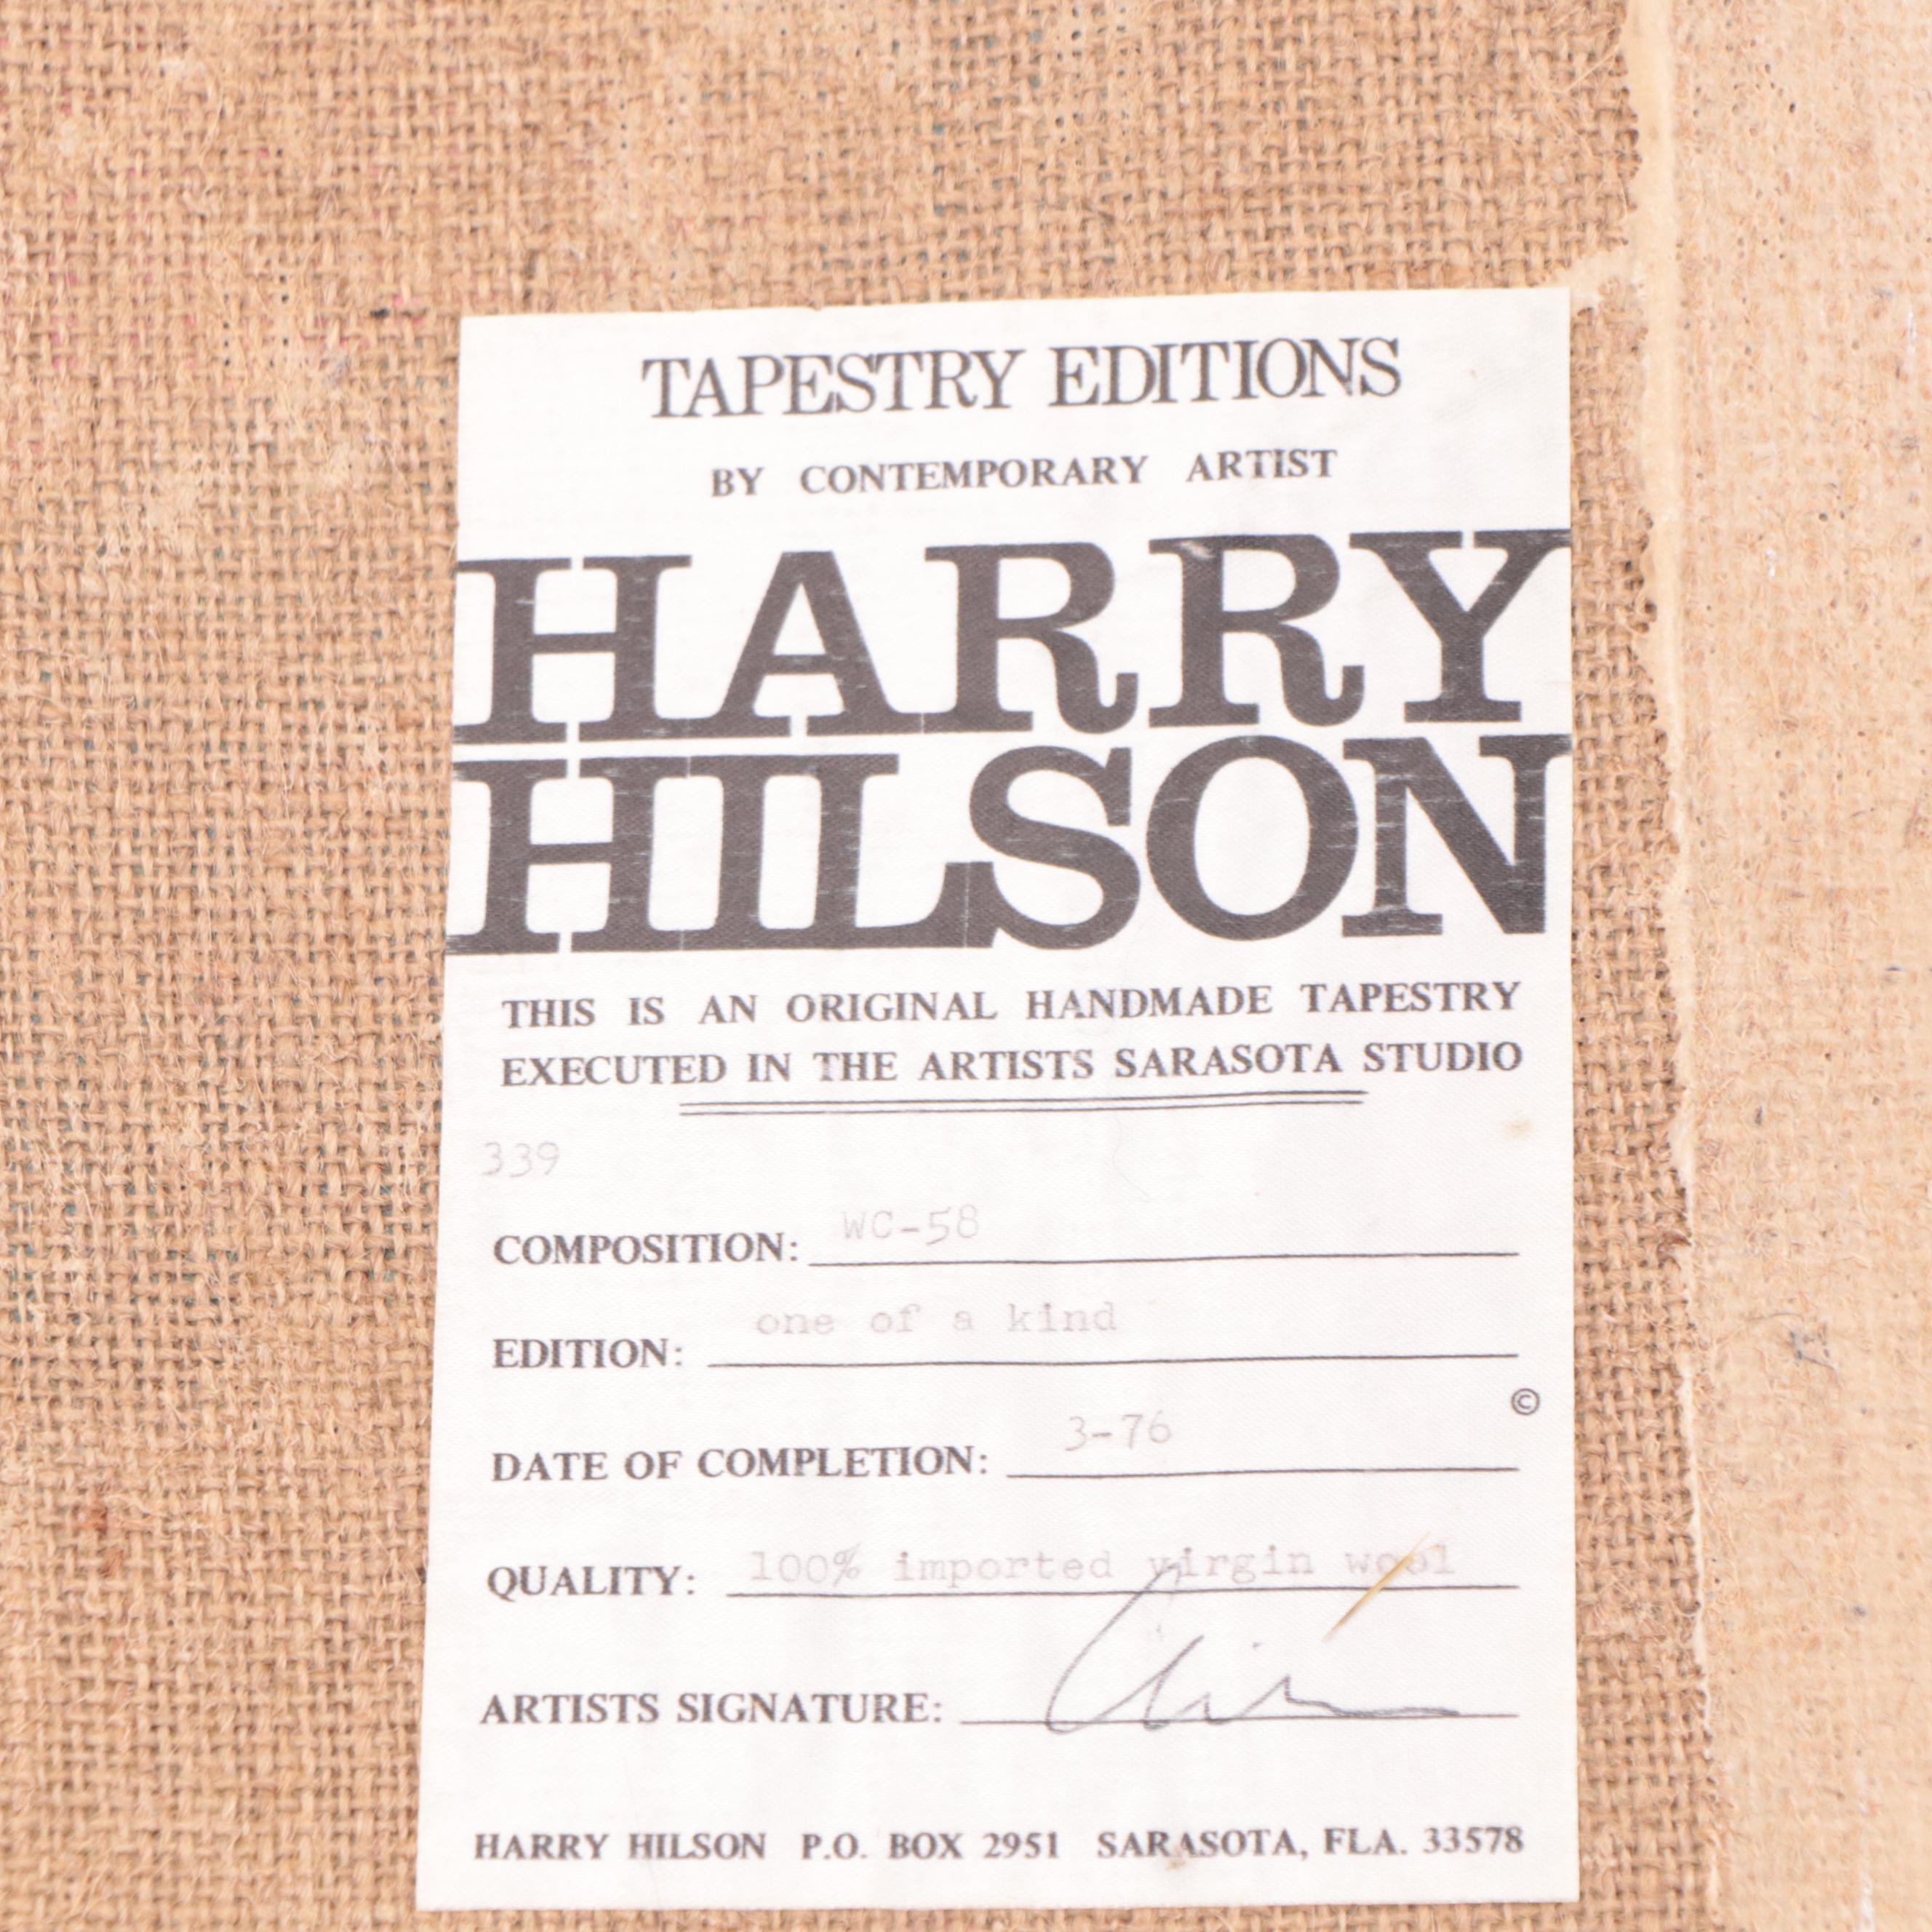 TAPESTRY EDITIONS
BY CONTEMPORARY ARTIST
HARRY
HILSON
THIS IS AN ORIGINAL HANDMADE TAPESTRY
EXECUTED IN THE ARTISTS SARASOTA STUDIO
339
COMPOSITION: WC-58
EDITION: one of a kind
©
DATE OF COMPLETION: 3-76
QUALITY: 100% imported virgin wool
ARTISTS SIGNATURE:
HARRY HILSON P.O. BOX 2951 SARASOTA, FLA. 33578